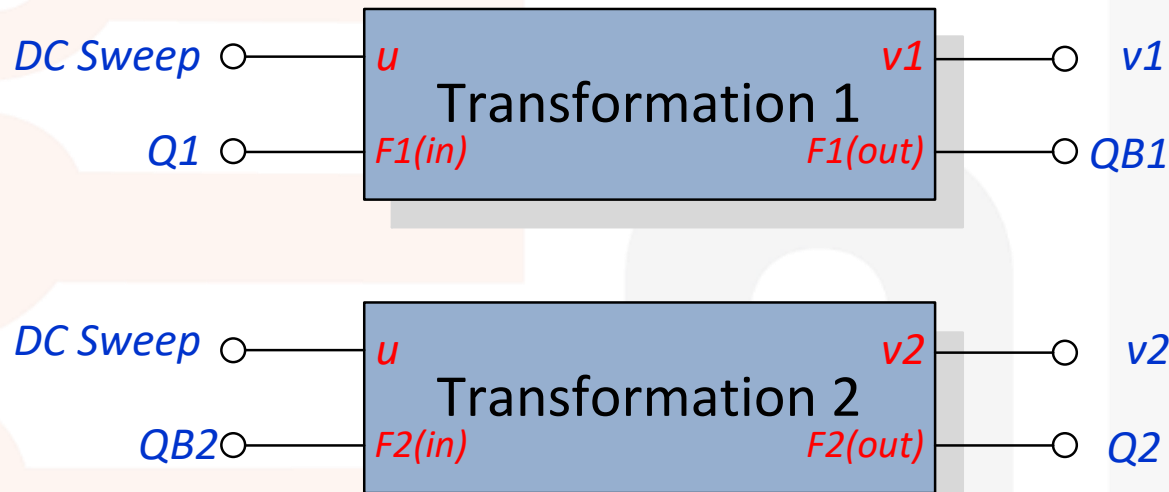 DC Sweep u v1 v1
Transformation 1
Q1 F1(in) F1(out) QB1
DC Sweep u v2 v2
Transformation 2
QB2 F2(in) F2(out) Q2